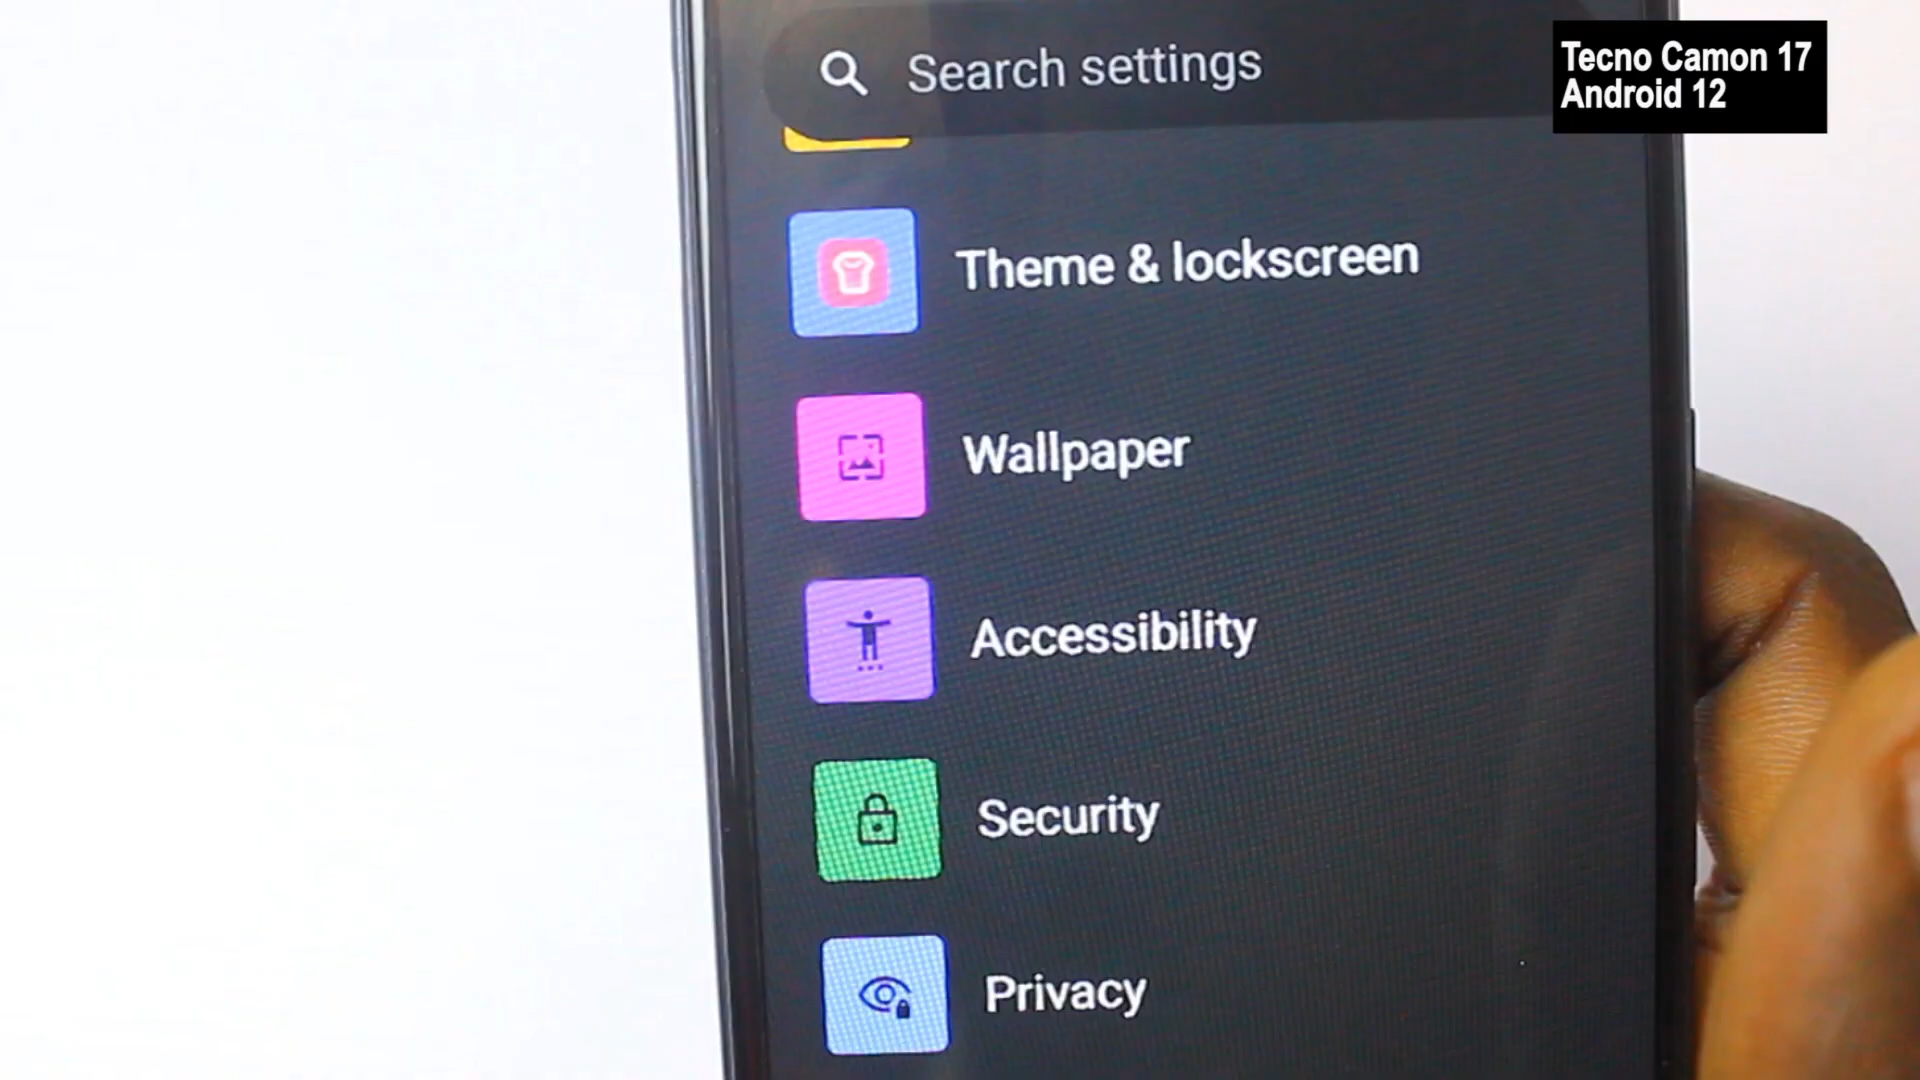 Search settings
Tecno Camon 17
Android 12
Theme & lockscreen
Wallpaper
Accessibility
Security
Privacy